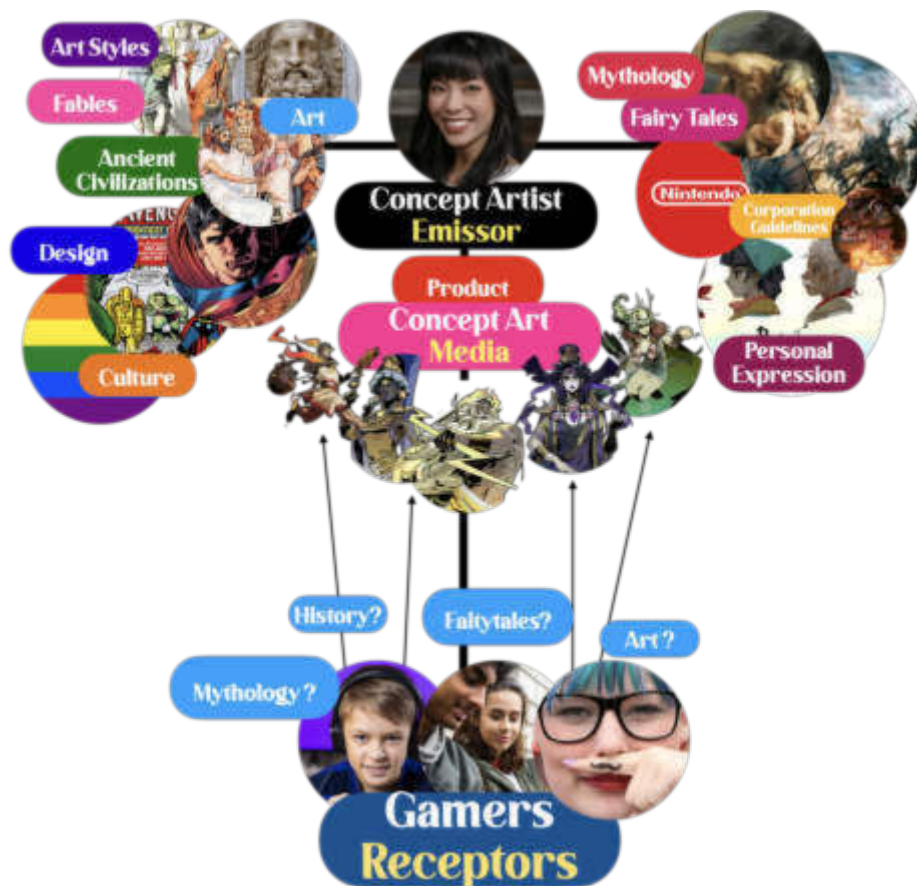 Art Styles
Fables
Art
Ancient
Civilizations
Design
Culture
Concept Artist
Emissor
Product
Concept Art
Media
Mythology
Fairy Tales
Nintendo
Corporation
Guidelines
Personal
Expression
History?
Faitytales?
Art ?
Mythology ?
Gamers
Receptors